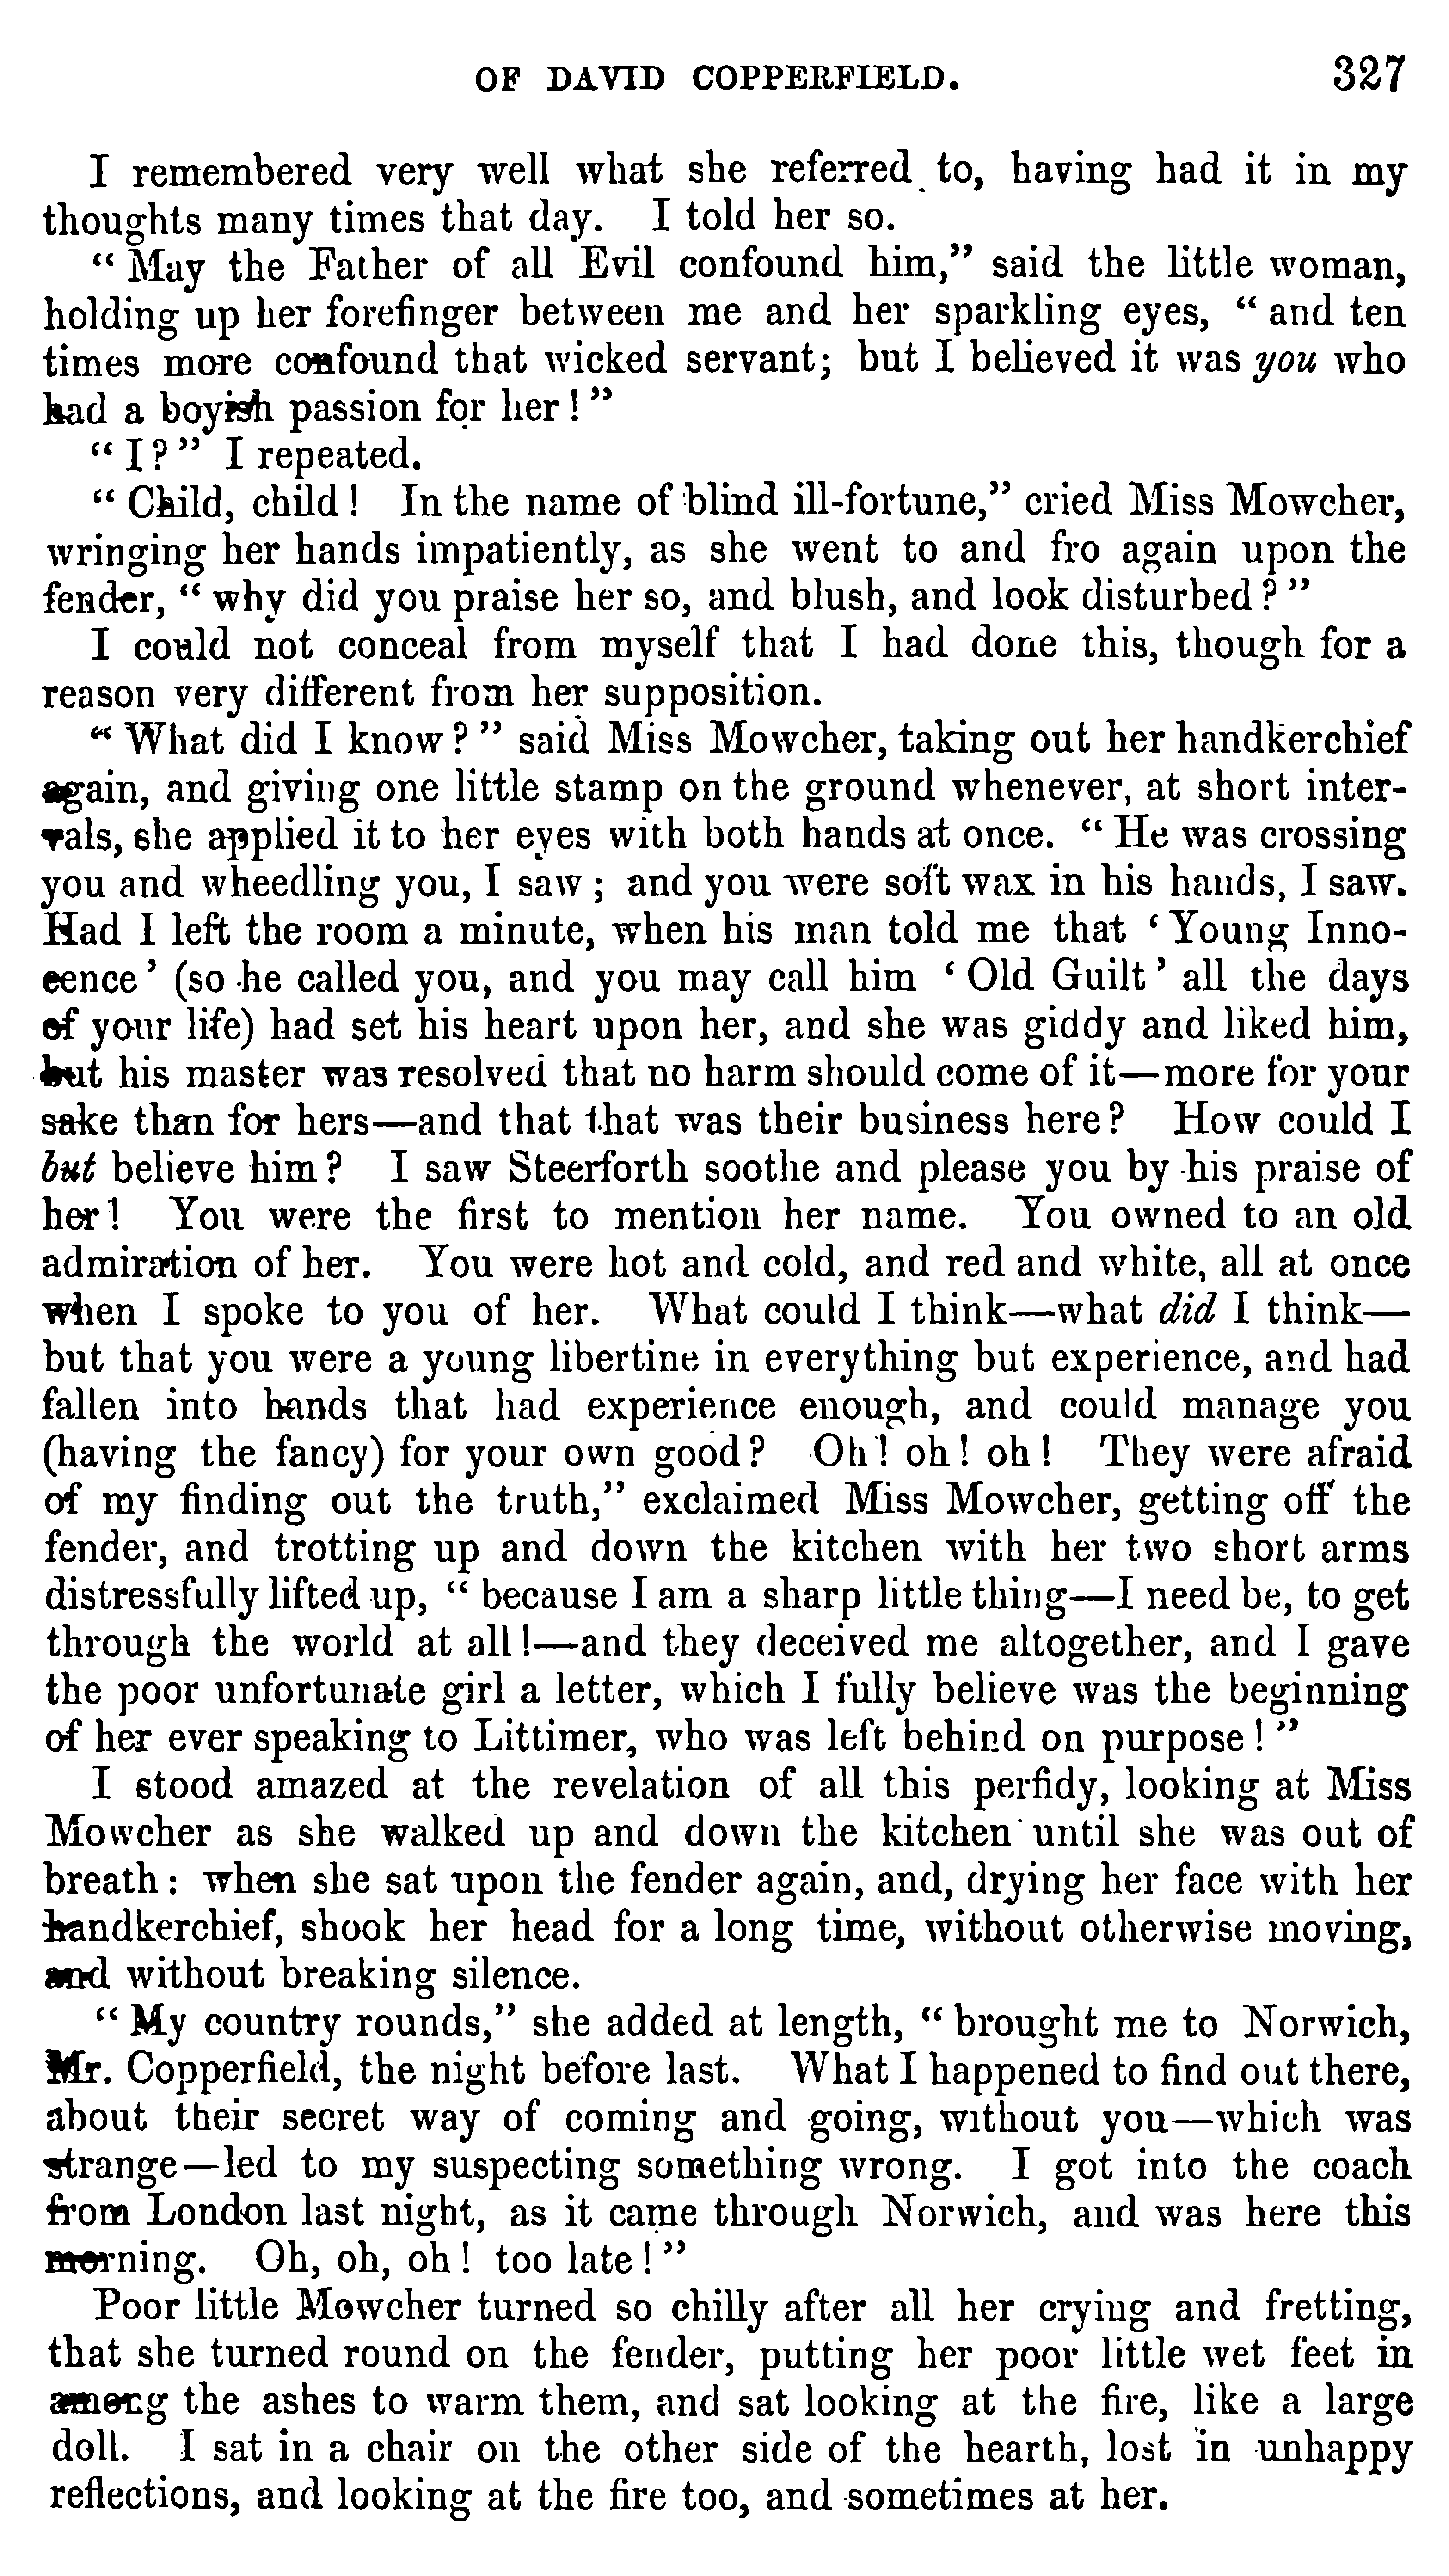 OF DAVID COPPERFIELD. 327
I remembered very well what she referred to, having had it in my
thoughts many times that day. I told her so.
“ May the Father of all Evil confound him,” said the little woman,
holding up her forefinger between me and her sparkling eyes, “ and ten
times more confound that wicked servant; but I believed it was you who
had a boyish passion for her ! ”
“ I ? ” I repeated.
“ Child, child ! In the name of blind ill-fortune,” cried Miss Mowcher,
wringing her hands impatiently, as she went to and fro again upon the
fender, “ why did you praise her so, and blush, and look disturbed ? ”
I could not conceal from myself that I had done this, though for a
reason very different from her supposition.
“ What did I know ? ” said Miss Mowcher, taking out her handkerchief
again, and giving one little stamp on the ground whenever, at short inter-
vals, she applied it to her eyes with both hands at once. “ He was crossing
you and wheedling you, I saw ; and you were soft wax in his hands, I saw.
Had I left the room a minute, when his man told me that ‘ Young Inno-
cence ’ (so he called you, and you may call him ‘ Old Guilt ’ all the days
of your life) had set his heart upon her, and she was giddy and liked him,
but his master was resolved that no harm should come of it—more for your
sake than for hers—and that that was their business here ? How could I
but believe him ? I saw Steerforth soothe and please you by his praise of
her ! You were the first to mention her name. You owned to an old
admiration of her. You were hot and cold, and red and white, all at once
when I spoke to you of her. What could I think—what did I think—
but that you were a young libertine in everything but experience, and had
fallen into hands that had experience enough, and could manage you
(having the fancy) for your own good ? Oh ! oh ! oh ! They were afraid
of my finding out the truth,” exclaimed Miss Mowcher, getting off the
fender, and trotting up and down the kitchen with her two short arms
distressfully lifted up, “ because I am a sharp little thing—I need be, to get
through the world at all !—and they deceived me altogether, and I gave
the poor unfortunate girl a letter, which I fully believe was the beginning
of her ever speaking to Littimer, who was left behind on purpose ! ”
I stood amazed at the revelation of all this perfidy, looking at Miss
Mowcher as she walked up and down the kitchen until she was out of
breath : when she sat upon the fender again, and, drying her face with her
handkerchief, shook her head for a long time, without otherwise moving,
and without breaking silence.
“ My country rounds,” she added at length, “ brought me to Norwich,
Mr. Copperfield, the night before last. What I happened to find out there,
about their secret way of coming and going, without you—which was
strange—led to my suspecting something wrong. I got into the coach
from London last night, as it came through Norwich, and was here this
morning. Oh, oh, oh ! too late ! ”
Poor little Mowcher turned so chilly after all her crying and fretting,
that she turned round on the fender, putting her poor little wet feet in
among the ashes to warm them, and sat looking at the fire, like a large
doll. I sat in a chair on the other side of the hearth, lost in unhappy
reflections, and looking at the fire too, and sometimes at her.